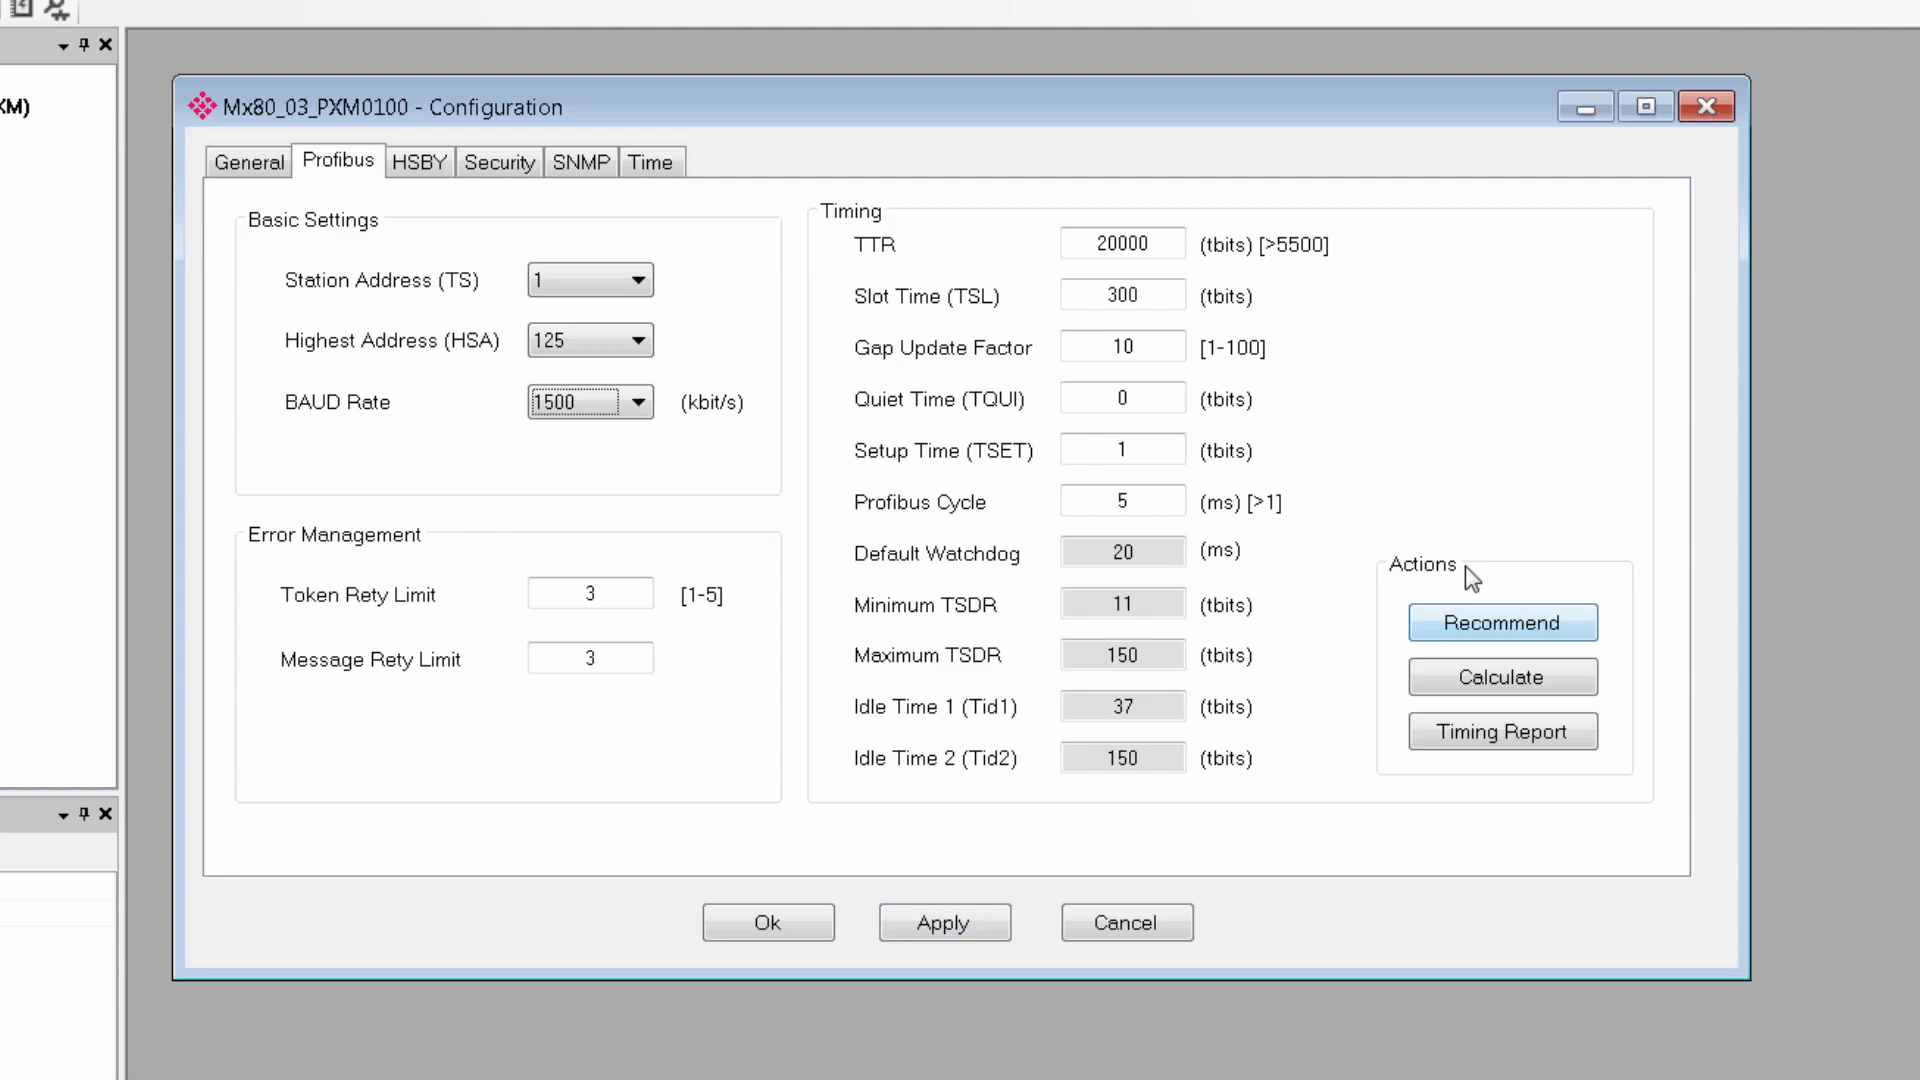 XM)
Mx80_03_PXM0100 - Configuration
General Profibus HSBY Security SNMP Time
Basic Settings
Station Address (TS) 1
Highest Address (HSA) 125
BAUD Rate 1500 (kbit/s)
Error Management
Token Rety Limit 3 [1-5]
Message Rety Limit 3
Timing
TTR 20000 (tbits) [>5500]
Slot Time (TSL) 300 (tbits)
Gap Update Factor 10 [1-100]
Quiet Time (TQUI) 0 (tbits)
Setup Time (TSET) 1 (tbits)
Profibus Cycle 5 (ms) [>1]
Default Watchdog 20 (ms)
Minimum TSDR 11 (tbits)
Maximum TSDR 150 (tbits)
Idle Time 1 (Tid1) 37 (tbits)
Idle Time 2 (Tid2) 150 (tbits)
Actions
Recommend
Calculate
Timing Report
Ok Apply Cancel